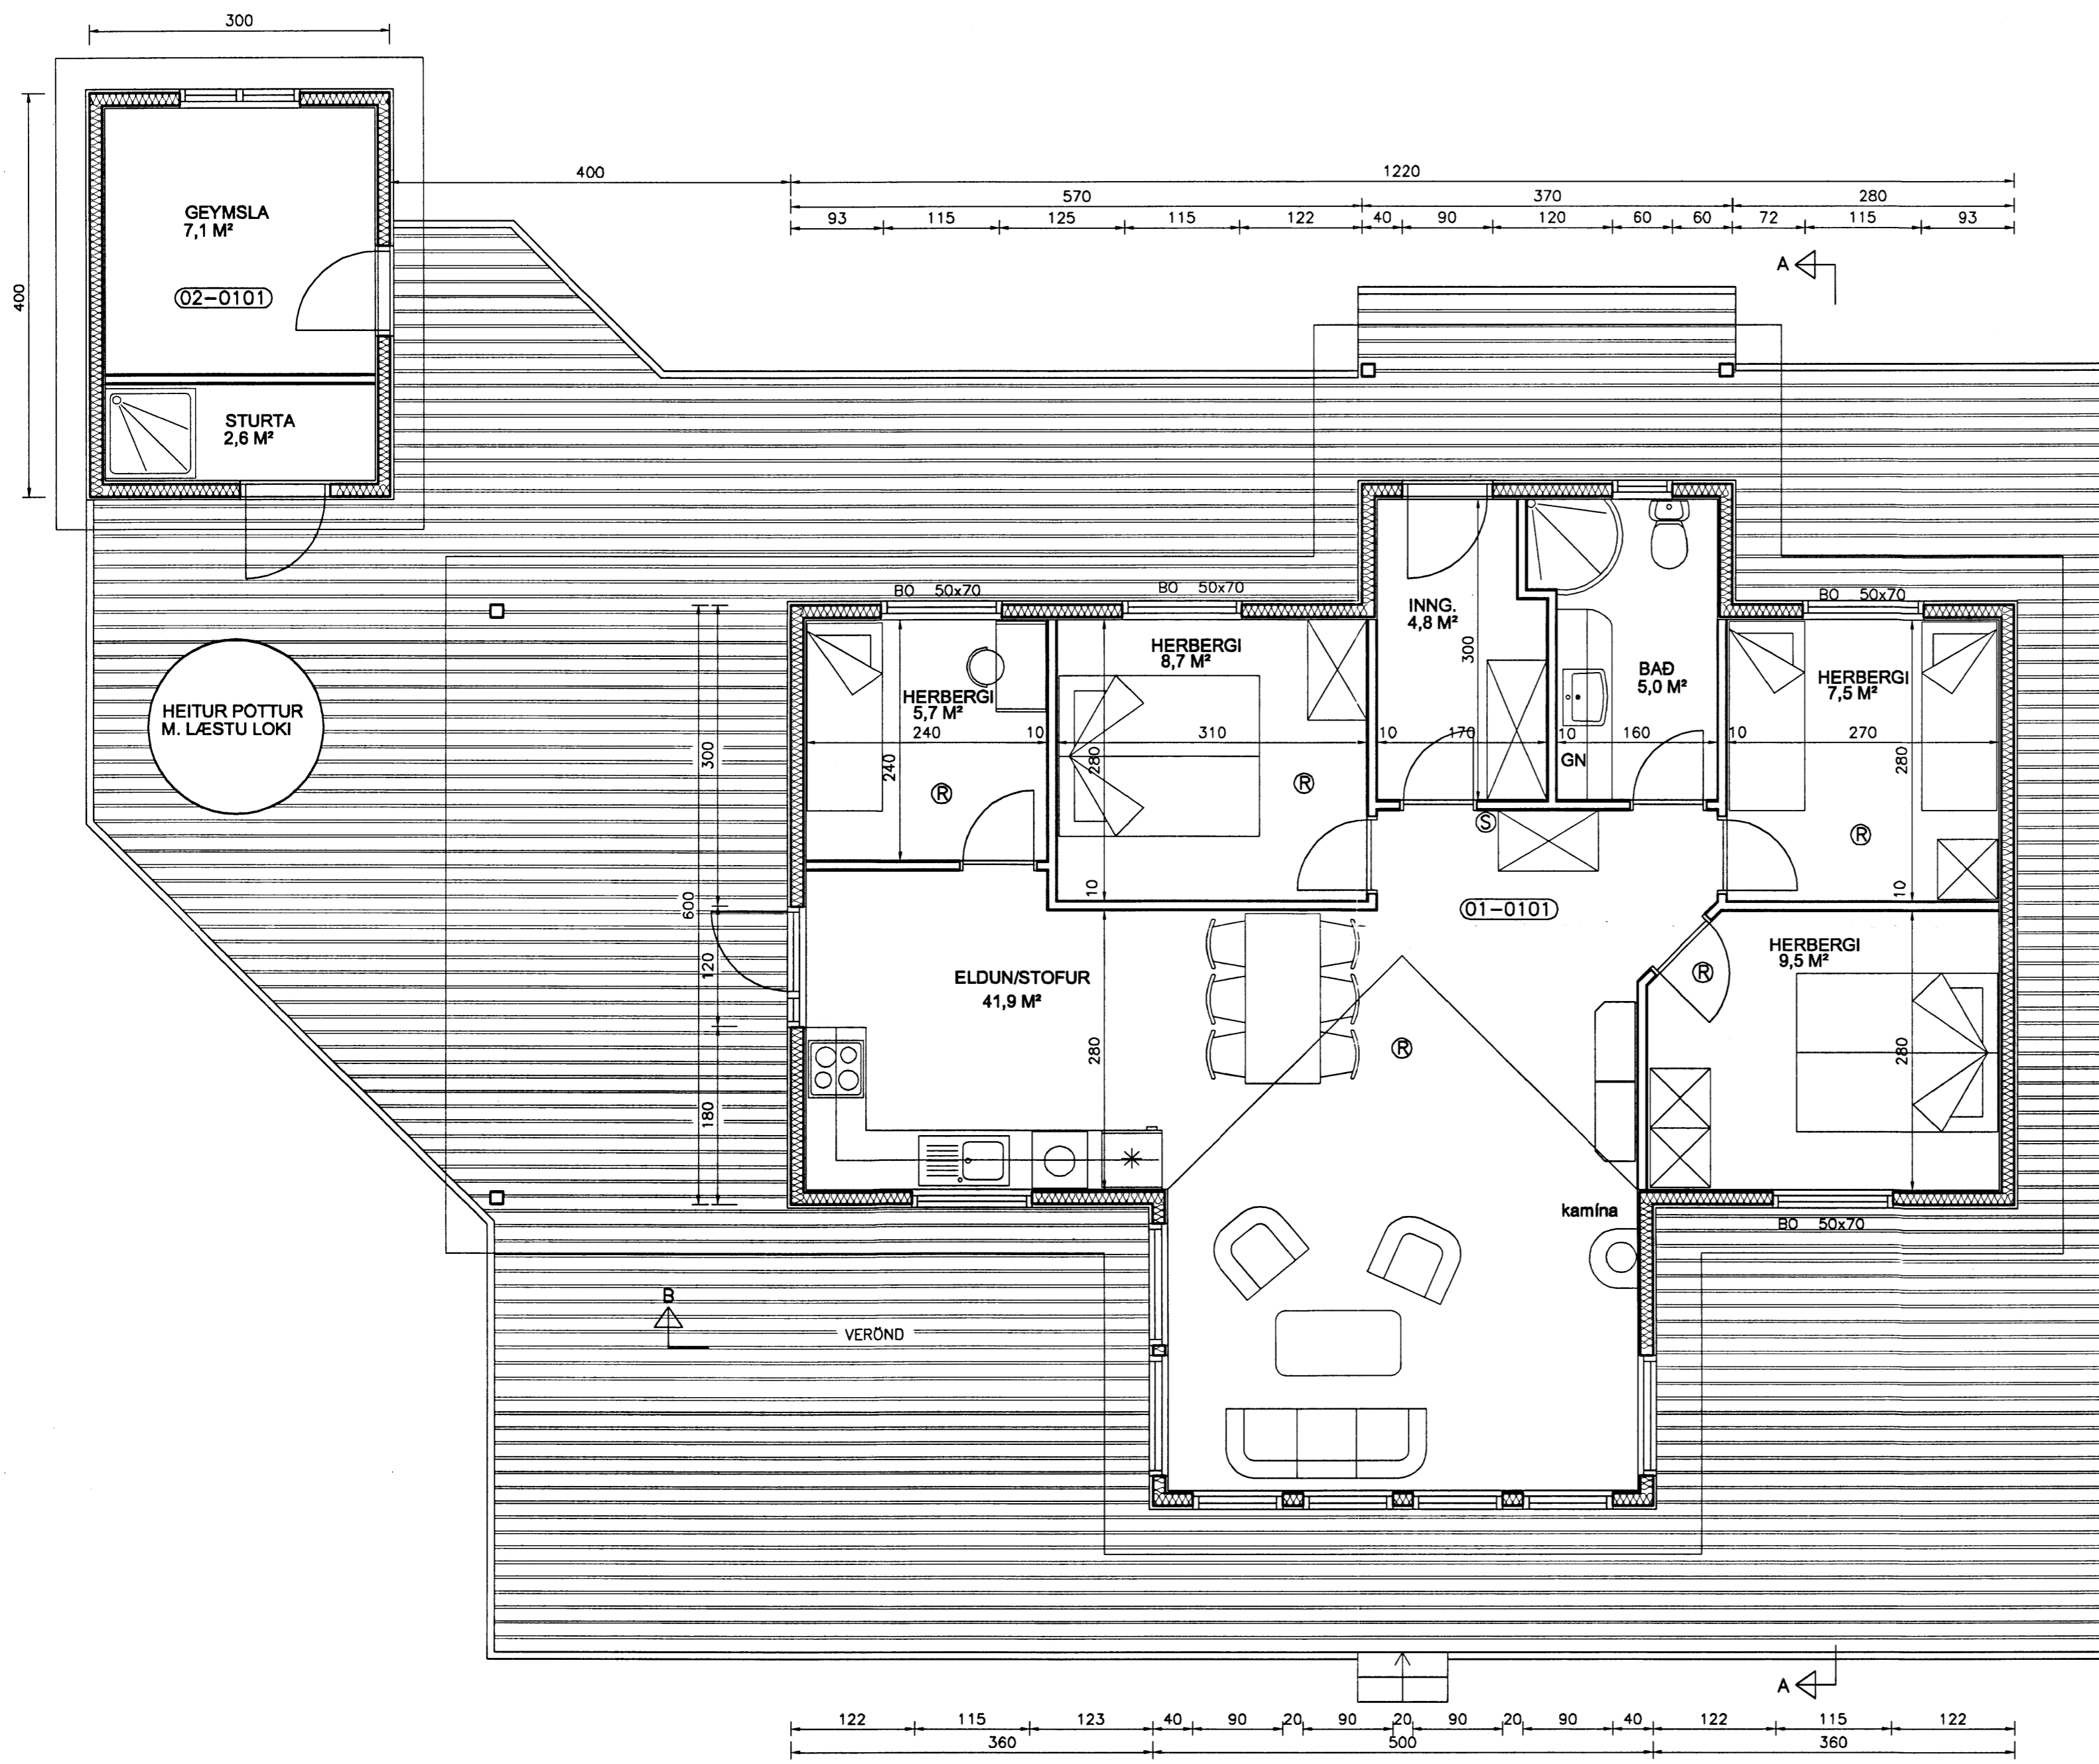 300
400 1220
570 370 280
93 115 125 115 122 40 90 120 60 60 72 115 93
A
GEYMSLA
7,1 M²
02-0101
400
STURTA
2,6 M²
BO 50x70
BO 50x70
BO 50x70
INNG.
4,8 M²
300
HERBERGI
8,7 M²
BAÐ
5,0 M²
HERBERGI
7,5 M²
HERBERGI
5,7 M²
HEITUR POTTUR
M. LÆSTU LOKI
240 10 310 10 170 10 160 10 270
300 240 280 GN 280
R R S R
10 10
600
01-0101
120
ELDUN/STOFUR
41,9 M²
HERBERGI
9,5 M²
R
280 R 280
180
kamína
BO 50x70
B
VERÖND
A
122 115 123 40 90 20 90 20 90 20 90 40 122 115 122
360 500 360